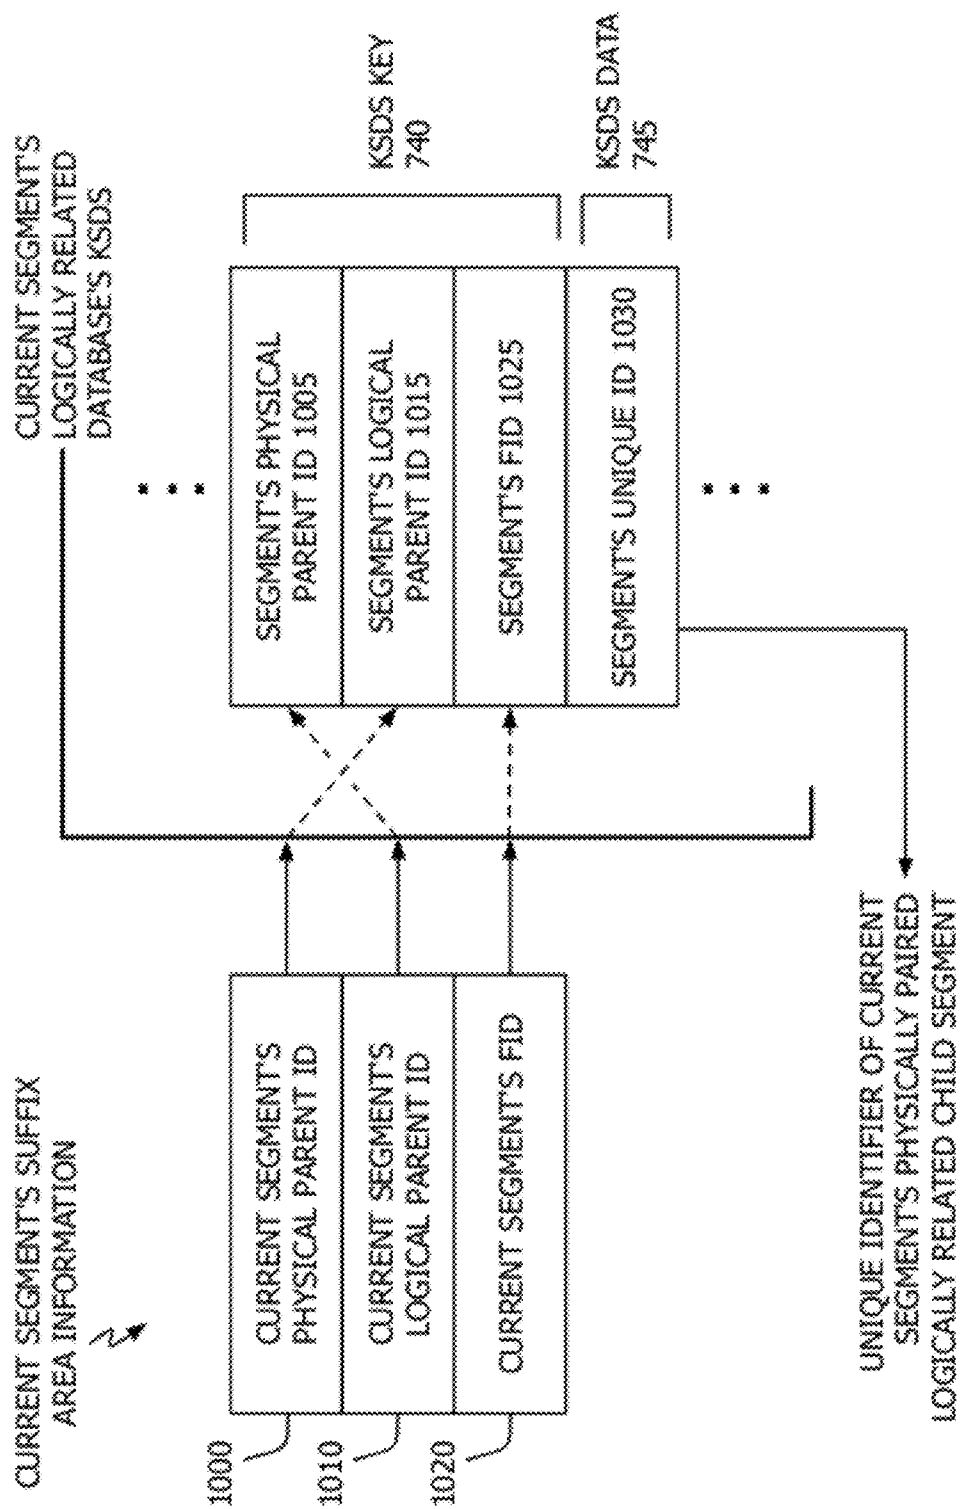 CURRENT SEGMENT'S SUFFIX
AREA INFORMATION
1000
CURRENT SEGMENT'S
PHYSICAL PARENT ID
1010
CURRENT SEGMENT'S
LOGICAL PARENT ID
1020
CURRENT SEGMENT'S FID
CURRENT SEGMENT'S
LOGICALLY RELATED
DATABASE'S KSDS
SEGMENT'S PHYSICAL
PARENT ID 1005
SEGMENT'S LOGICAL
PARENT ID 1015
SEGMENT'S FID 1025
SEGMENT'S UNIQUE ID 1030
KSDS KEY
740
KSDS DATA
745
UNIQUE IDENTIFIER OF CURRENT
SEGMENT'S PHYSICALLY PAIRED
LOGICALLY RELATED CHILD SEGMENT